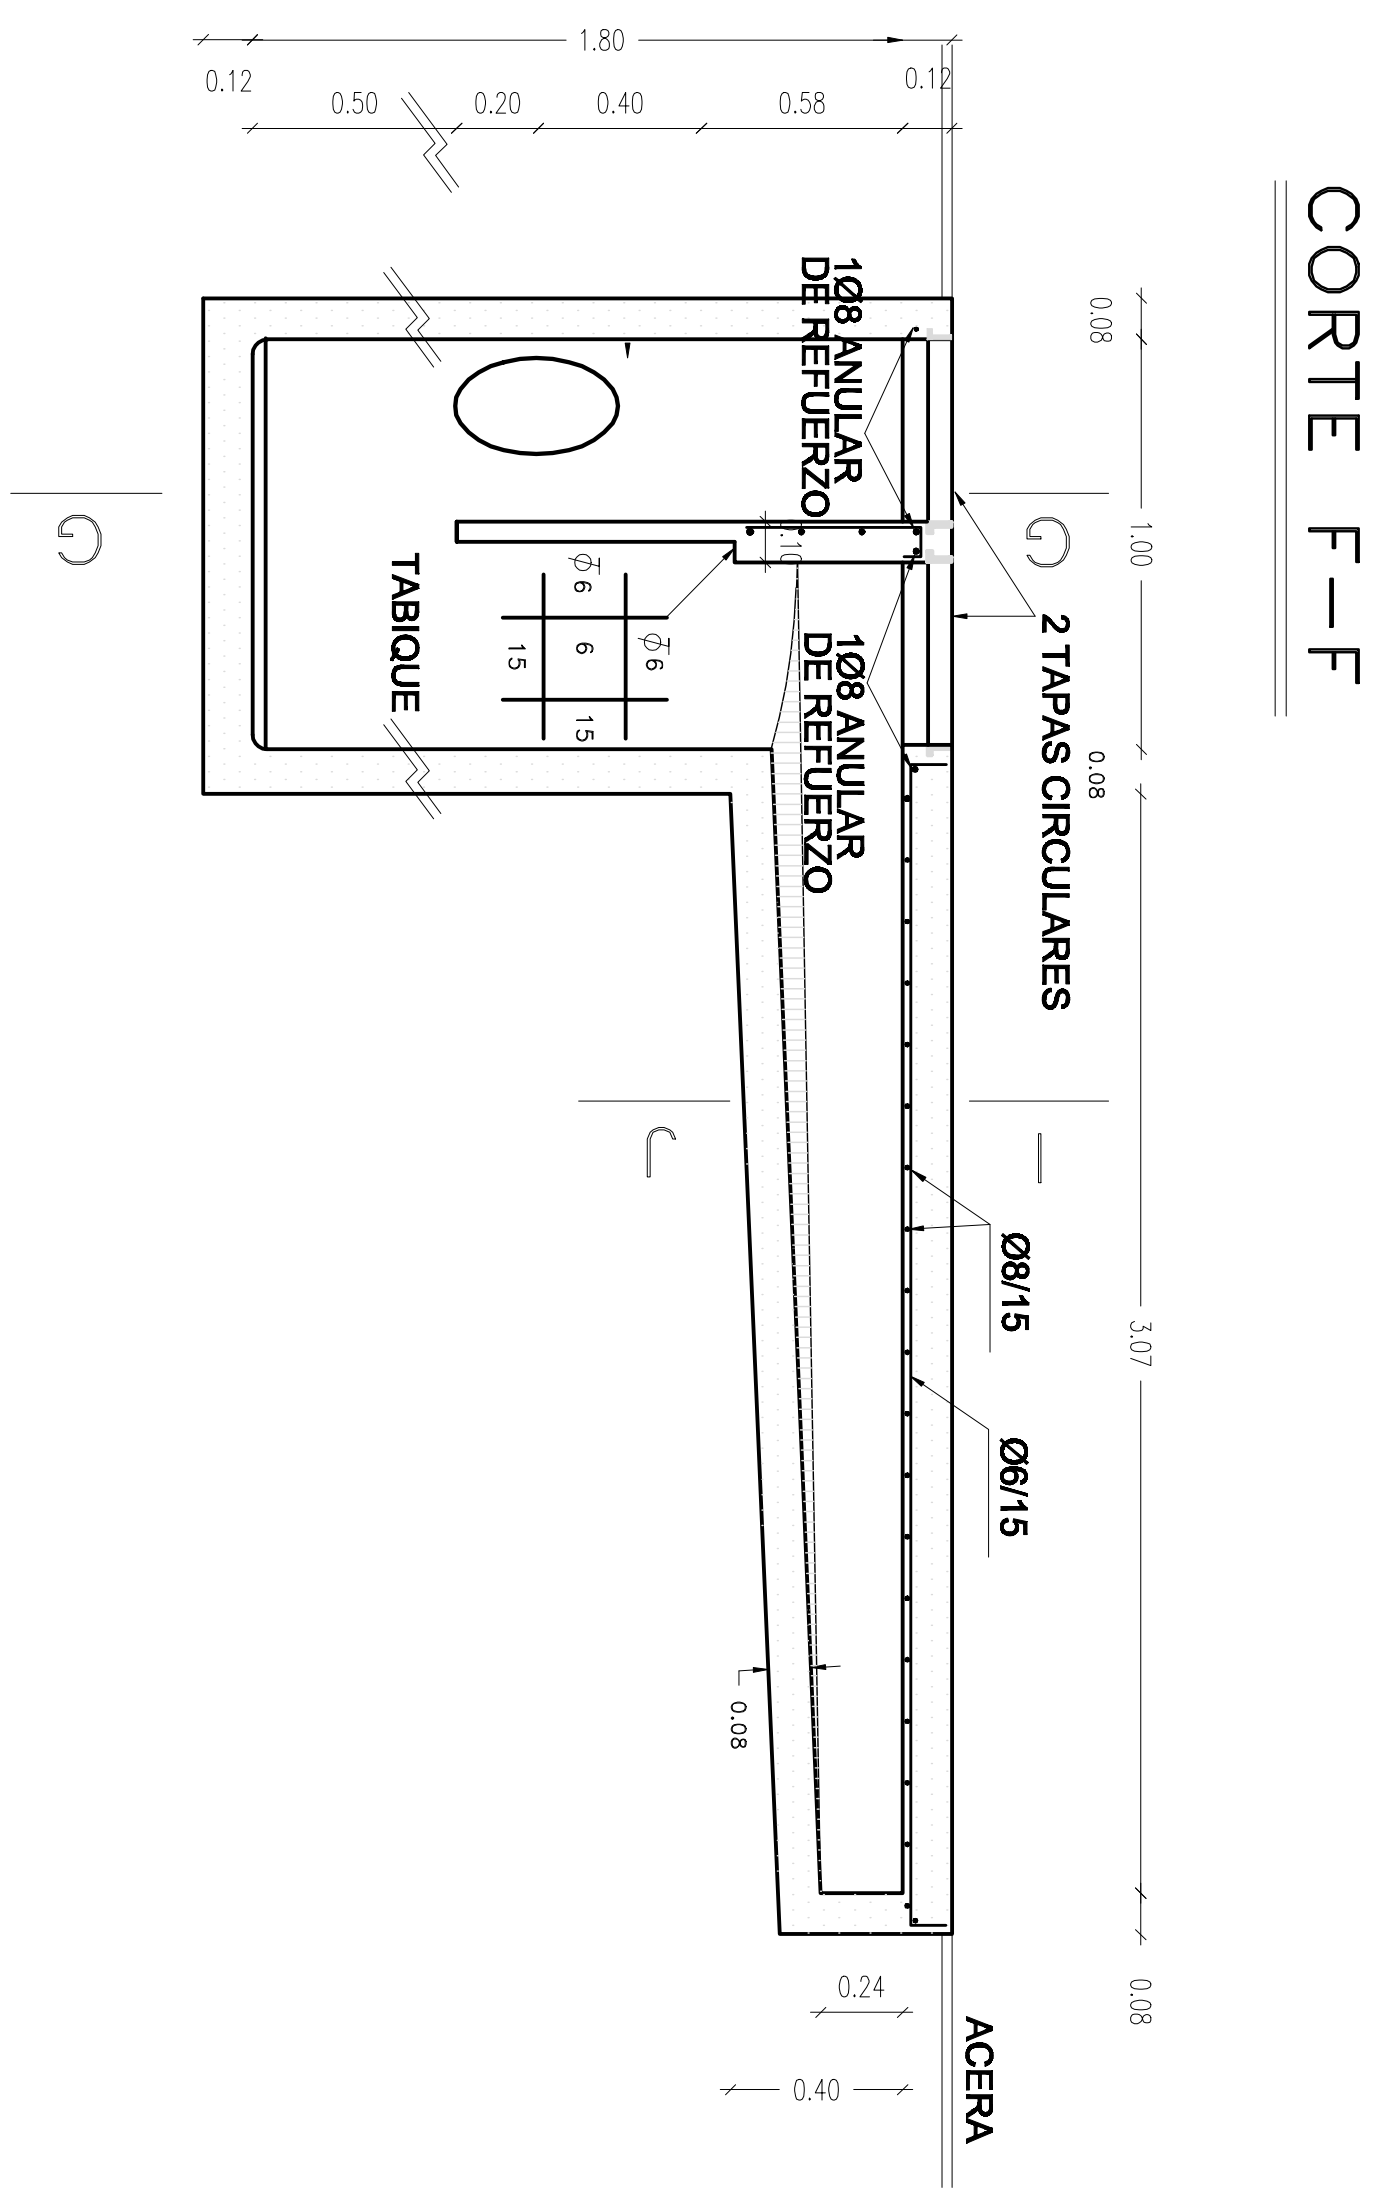 CORTE F-F
0.08
1.00
0.08
3.07
0.08
G
2 TAPAS CIRCULARES
I
Ø8/15
Ø6/15
ACERA
0.12
1.80
0.12
0.58
0.40
0.20
0.50
1Ø8 ANULAR
DE REFUERZO
0.10
1Ø8 ANULAR
DE REFUERZO
Ø6
Ø6
6
15
15
TABIQUE
G
J
0.08
0.24
0.40